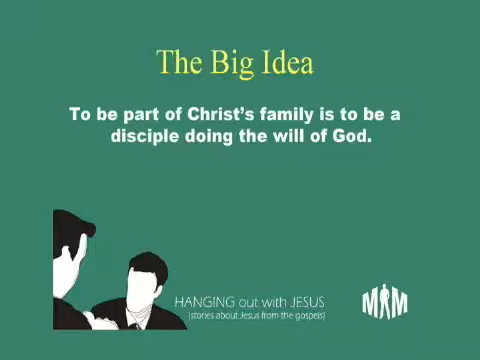 The Big Idea
To be part of Christ's family is to be a
disciple doing the will of God.
HANGING out with JESUS
(stories about Jesus from the gospels)
MM